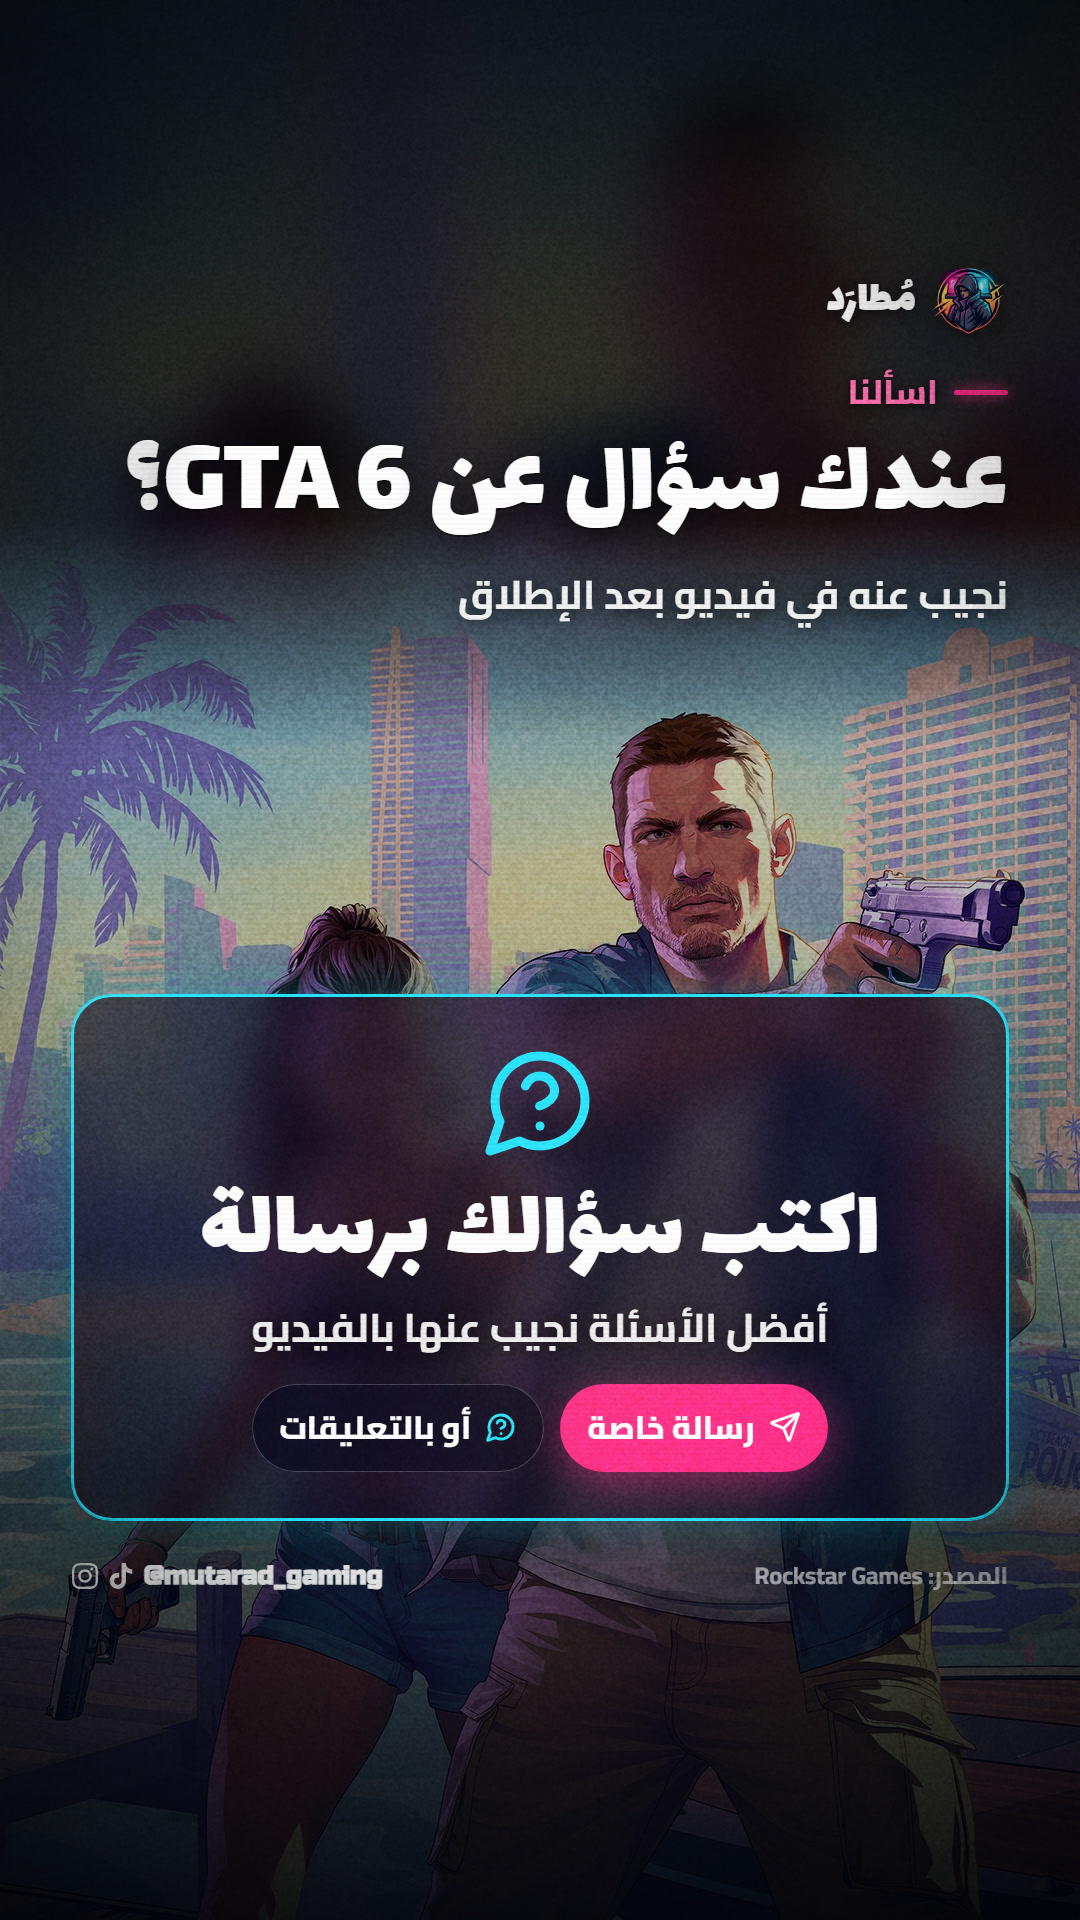 مُطارَد
اسألنا
عندك سؤال عن GTA 6؟
نجيب عنه في فيديو بعد الإطلاق
اكتب سؤالك برسالة
أفضل الأسئلة نجيب عنها بالفيديو
رسالة خاصة
أو بالتعليقات
المصدر: Rockstar Games
@mutarad_gaming